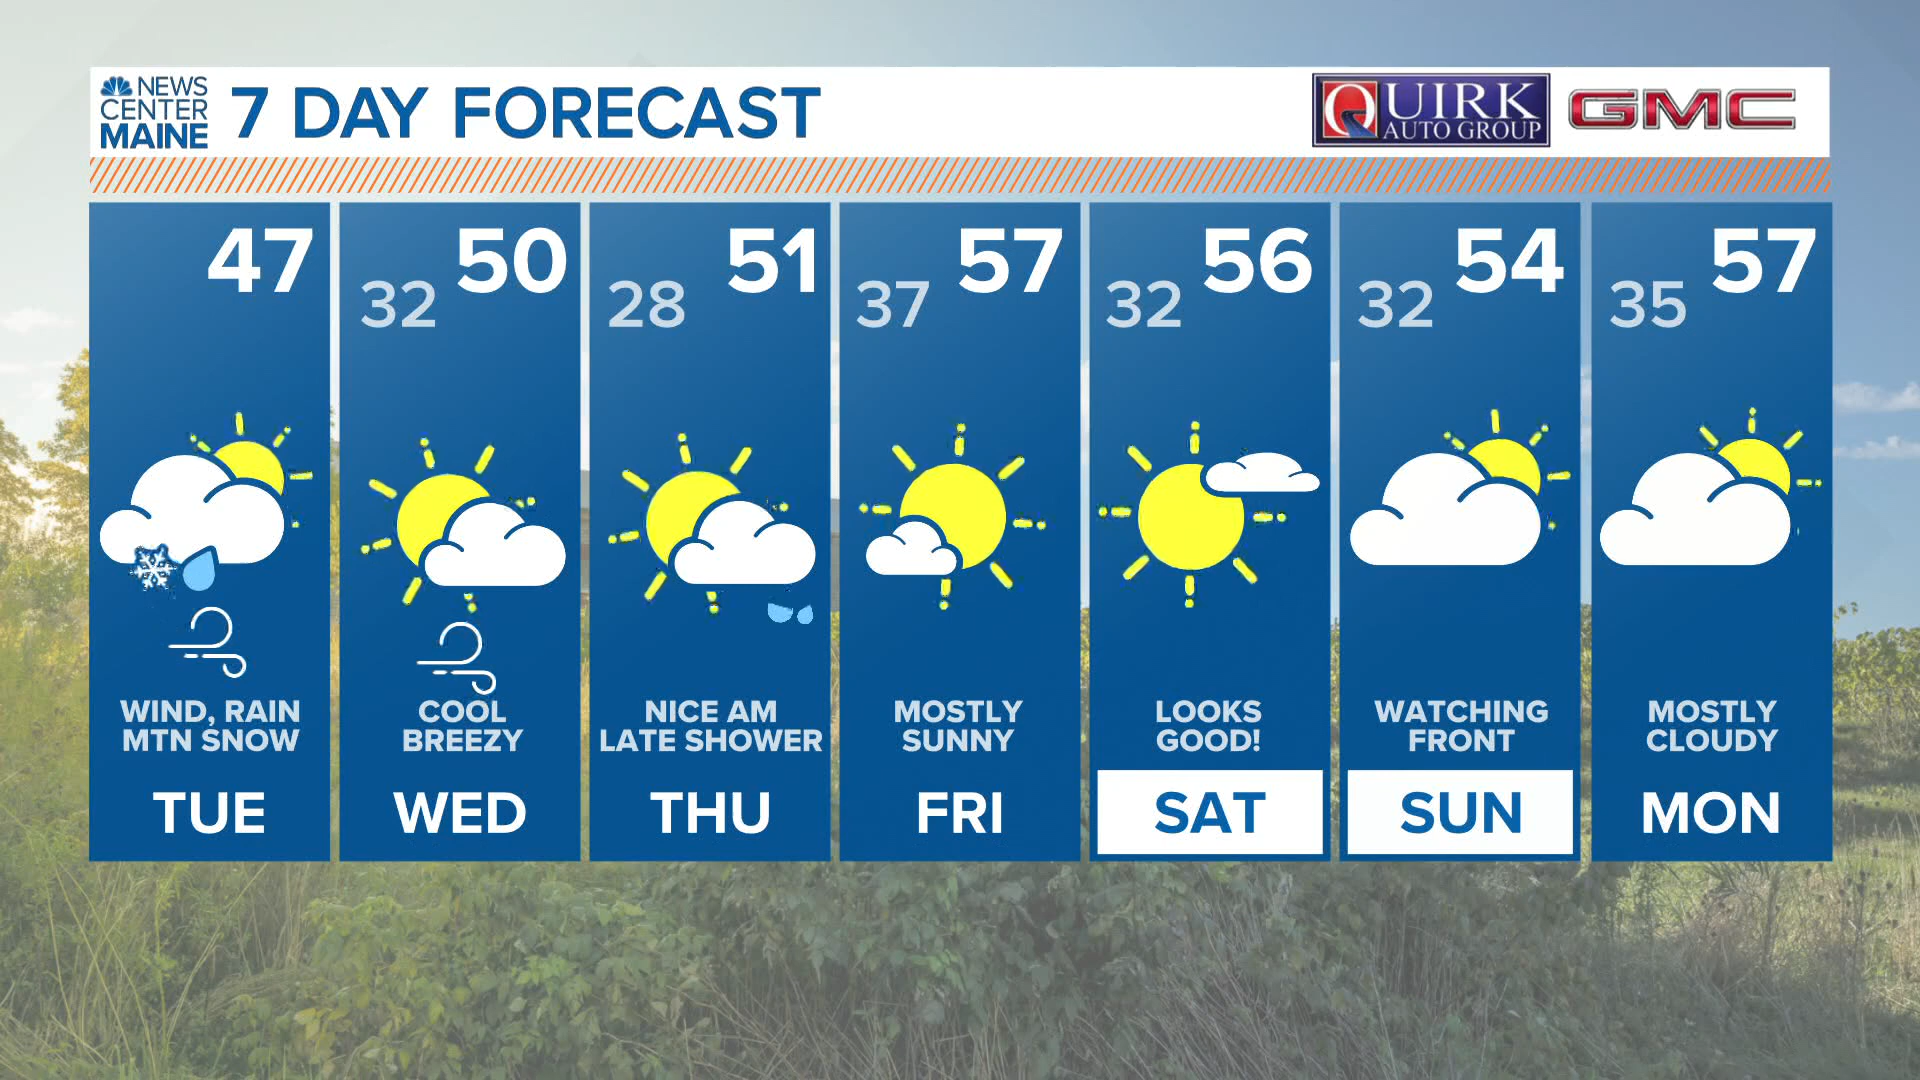 NEWS
CENTER
MAINE
7 DAY FORECAST
QUIRK
AUTO GROUP
GMC
47
32 50
28 51
37 57
32 56
32 54
35 57
WIND, RAIN
MTN SNOW
TUE
COOL
BREEZY
WED
NICE AM
LATE SHOWER
THU
MOSTLY
SUNNY
FRI
LOOKS
GOOD!
SAT
WATCHING
FRONT
SUN
MOSTLY
CLOUDY
MON